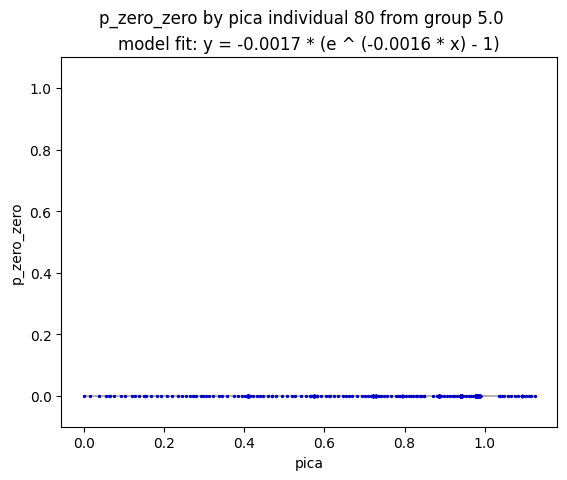 p_zero_zero by pica individual 80 from group 5.0
model fit: y = -0.0017 * (e ^ (-0.0016 * x) - 1)
1.0
0.8
0.6
0.4
0.2
0.0
p_zero_zero
0.0 0.2 0.4 0.6 0.8 1.0
pica